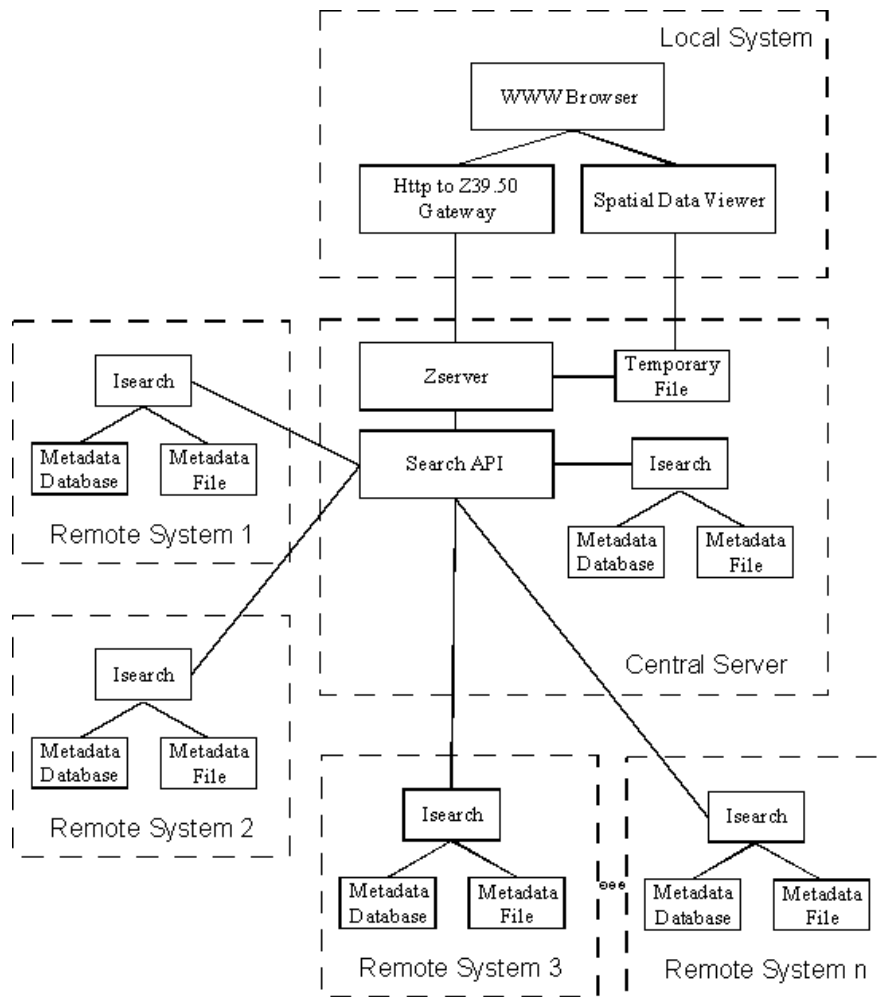 Local System
WWW Browser
Http to Z39.50
Gateway
Spatial Data Viewer
Isearch
Metadata
Database
Metadata
File
Remote System 1
Zserver
Temporary
File
Search API
Isearch
Metadata
Database
Metadata
File
Central Server
Isearch
Metadata
Database
Metadata
File
Remote System 2
Isearch
Metadata
Database
Metadata
File
Remote System 3
Isearch
Metadata
Database
Metadata
File
Remote System n